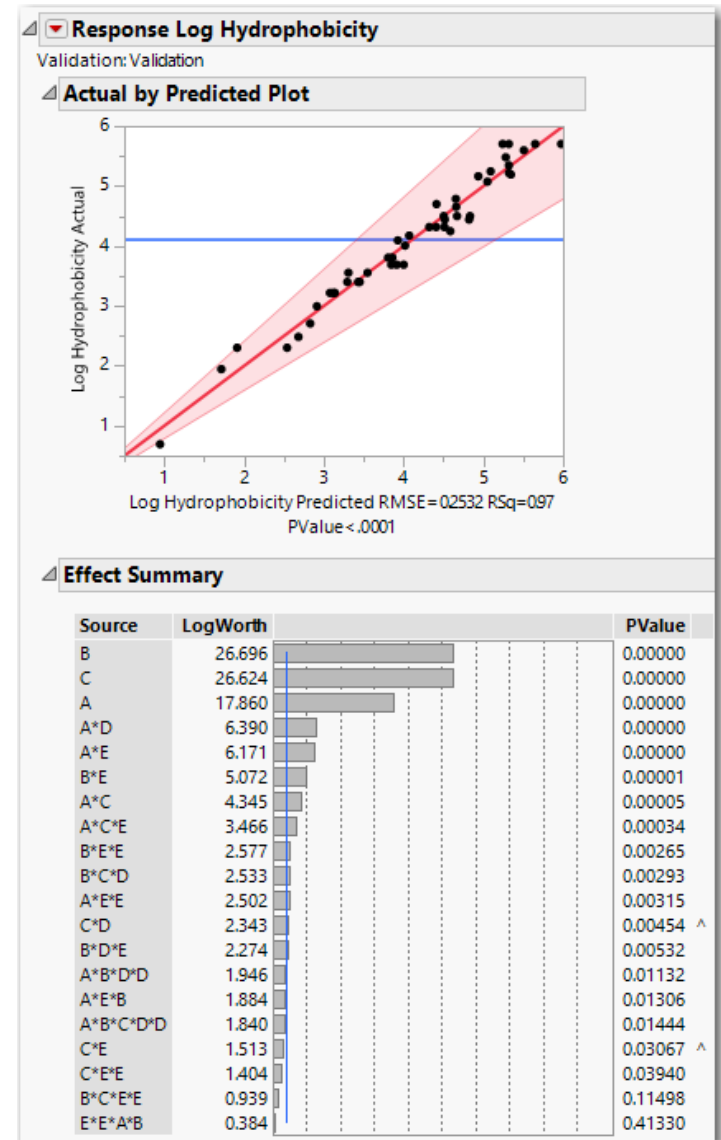 Response Log Hydrophobicity
Validation: Validation
Actual by Predicted Plot
6
5
4
3
2
1
Log Hydrophobicity Actual
1 2 3 4 5 6
Log Hydrophobicity Predicted RMSE=02532 RSq=097
PValue<.0001
Effect Summary
Source LogWorth PValue
B 26.696 0.00000
C 26.624 0.00000
A 17.860 0.00000
A*D 6.390 0.00000
A*E 6.171 0.00000
B*E 5.072 0.00001
A*C 4.345 0.00005
A*C*E 3.466 0.00034
B*E*E 2.577 0.00265
B*C*D 2.533 0.00293
A*E*E 2.502 0.00315
C*D 2.343 0.00454 ^
B*D*E 2.274 0.00532
A*B*D*D 1.946 0.01132
A*E*B 1.884 0.01306
A*B*C*D*D 1.840 0.01444
C*E 1.513 0.03067 ^
C*E*E 1.404 0.03940
B*C*E*E 0.939 0.11498
E*E*A*B 0.384 0.41330